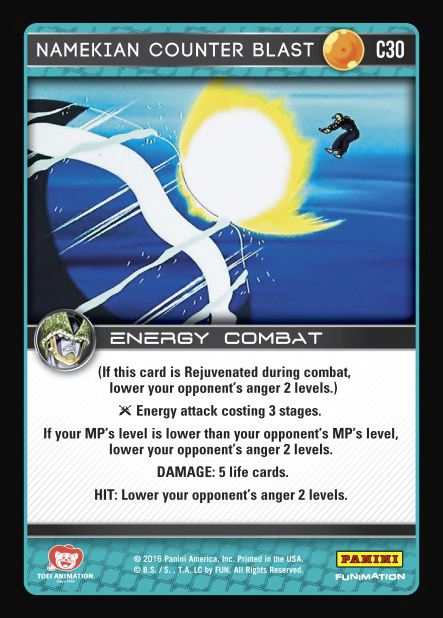 NAMEKIAN COUNTER BLAST C30
ENERGY COMBAT
(If this card is Rejuvenated during combat,
lower your opponent's anger 2 levels.)
Energy attack costing 3 stages.
If your MP's level is lower than your opponent's MP's level,
lower your opponent's anger 2 levels.
DAMAGE: 5 life cards.
HIT: Lower your opponent's anger 2 levels.
TOEI ANIMATION
© 2016 Panini America, Inc. Printed in the USA.
© B.S. / S. , T.A. LC by FUN. All Rights Reserved.
PANINI
FUNIMATION